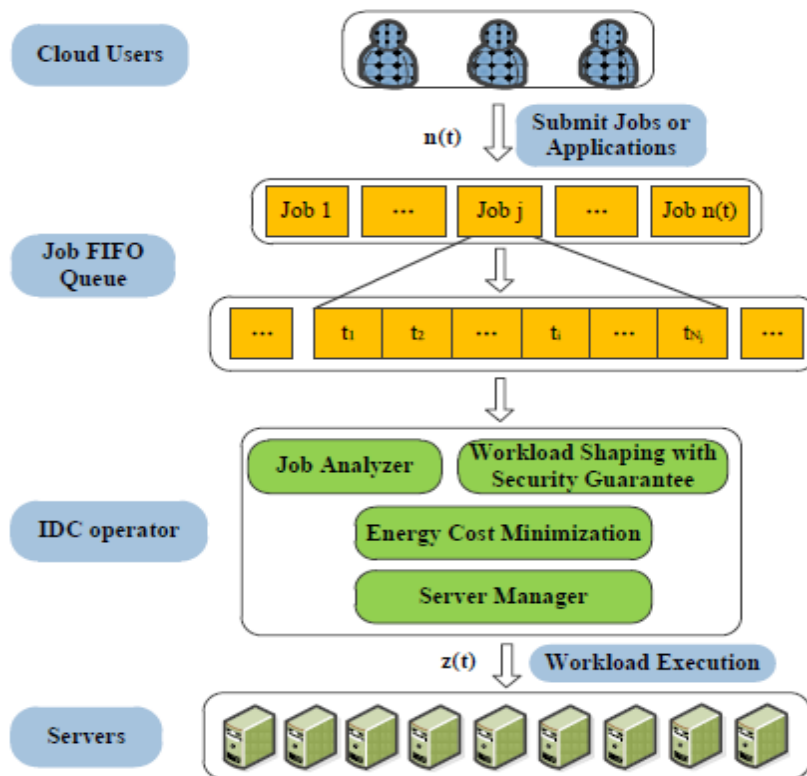 Cloud Users
n(t)
Submit Jobs or
Applications
Job 1
...
Job j
...
Job n(t)
Job FIFO
Queue
...
t₁
t₂
...
tᵢ
...
t_Nⱼ
...
Job Analyzer
Workload Shaping with
Security Guarantee
IDC operator
Energy Cost Minimization
Server Manager
z(t)
Workload Execution
Servers